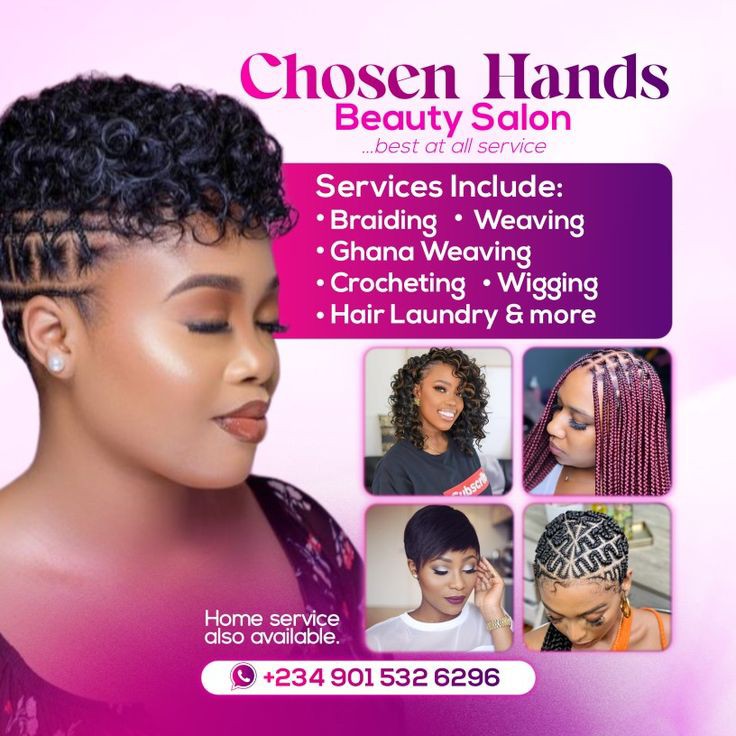 Chosen Hands
Beauty Salon
...best at all service
Services Include:
• Braiding • Weaving
• Ghana Weaving
• Crocheting • Wigging
• Hair Laundry & more
Subscri
Home service
also available.
+234 901 532 6296